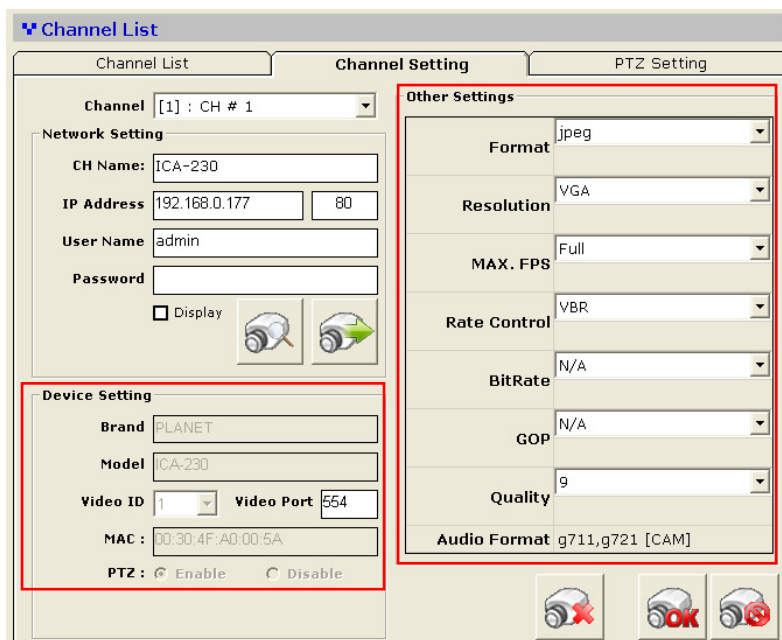 Channel List
Channel List Channel Setting PTZ Setting
Channel [1] : CH # 1
Network Setting
CH Name: ICA-230
IP Address 192.168.0.177 80
User Name admin
Password
Display
Device Setting
Brand PLANET
Model ICA-230
Video ID 1 Video Port 554
MAC : 00:30:4F:A0:00:5A
PTZ : Enable Disable
Other Settings
Format jpeg
Resolution VGA
MAX. FPS Full
Rate Control VBR
BitRate N/A
GOP N/A
Quality 9
Audio Format g711,g721 [CAM]
OK